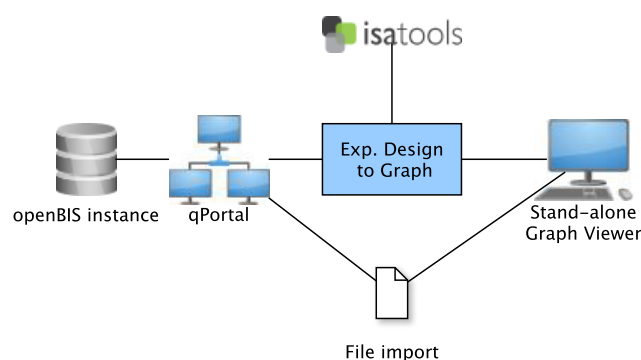 isatools
Exp. Design
to Graph
openBIS instance
qPortal
Stand-alone
Graph Viewer
File import